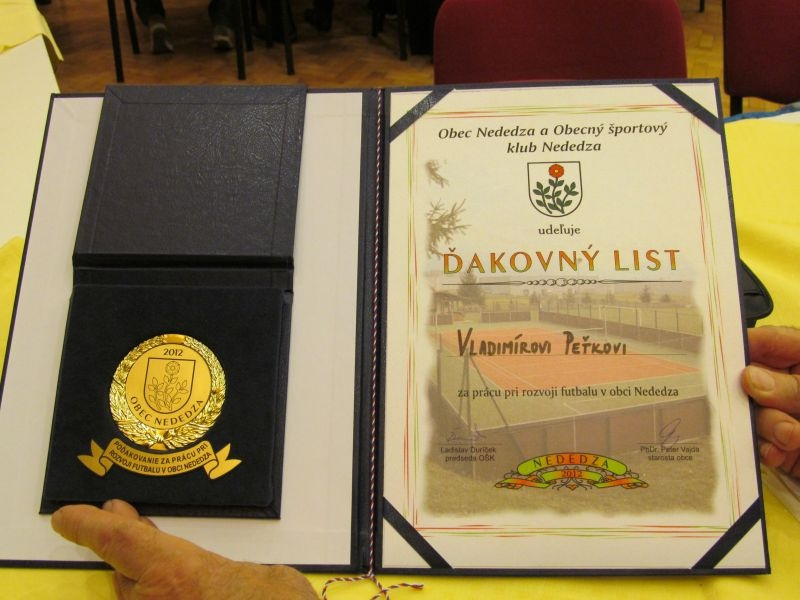 2012
OBEC NEDEDZA
POĎAKOVANIE ZA PRÁCU PRI
ROZVOJI FUTBALU V OBCI NEDEDZA
Obec Nededza a Obecný športový
klub Nededza
udeľuje
ĎAKOVNÝ LIST
VLADIMÍROVI PEŤKOVI
za prácu pri rozvoji futbalu v obci Nededza
Ladislav Ďuríček
predseda OŠK
PhDr. Peter Vajda
starosta obce
NEDEDZA
2012